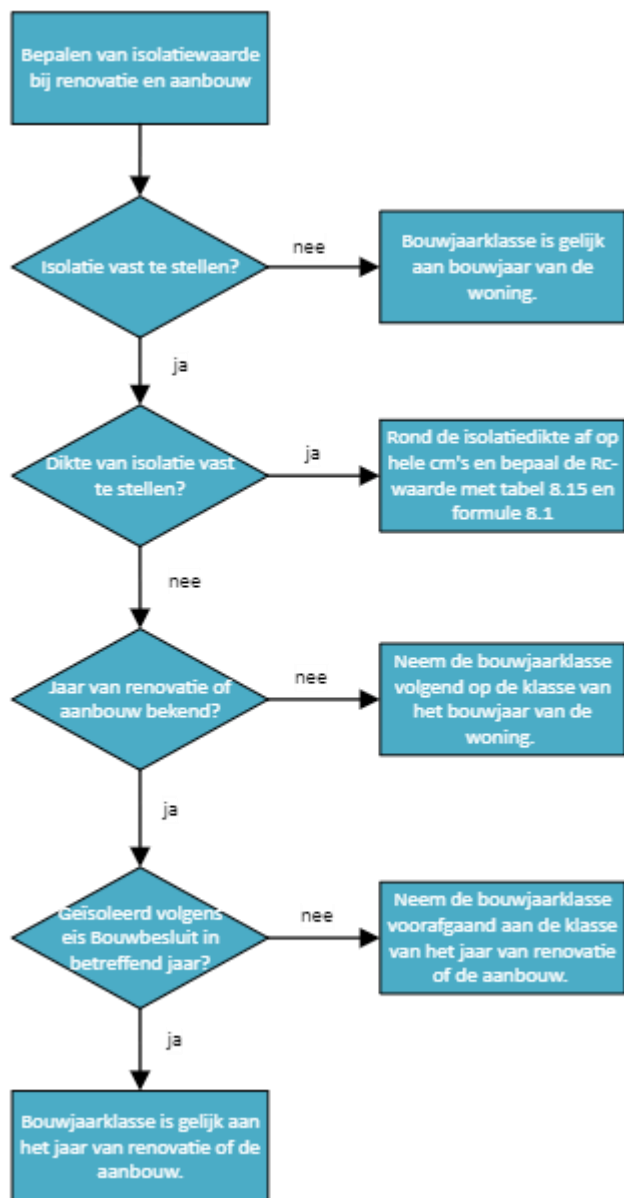 Bepalen van isolatiewaarde
bij renovatie en aanbouw
Isolatie vast te stellen?
nee
Bouwjaarklasse is gelijk
aan bouwjaar van de
woning.
ja
Dikte van isolatie vast
te stellen?
ja
Rond de isolatiedikte af op
hele cm's en bepaal de Rc-
waarde met tabel 8.15 en
formule 8.1
nee
Jaar van renovatie of
aanbouw bekend?
nee
Neem de bouwjaarklasse
volgend op de klasse van
het bouwjaar van de
woning.
ja
Geïsoleerd volgens
eis Bouwbesluit in
betreffend jaar?
nee
Neem de bouwjaarklasse
voorafgaand aan de klasse
van het jaar van renovatie
of de aanbouw.
ja
Bouwjaarklasse is gelijk aan
het jaar van renovatie of de
aanbouw.